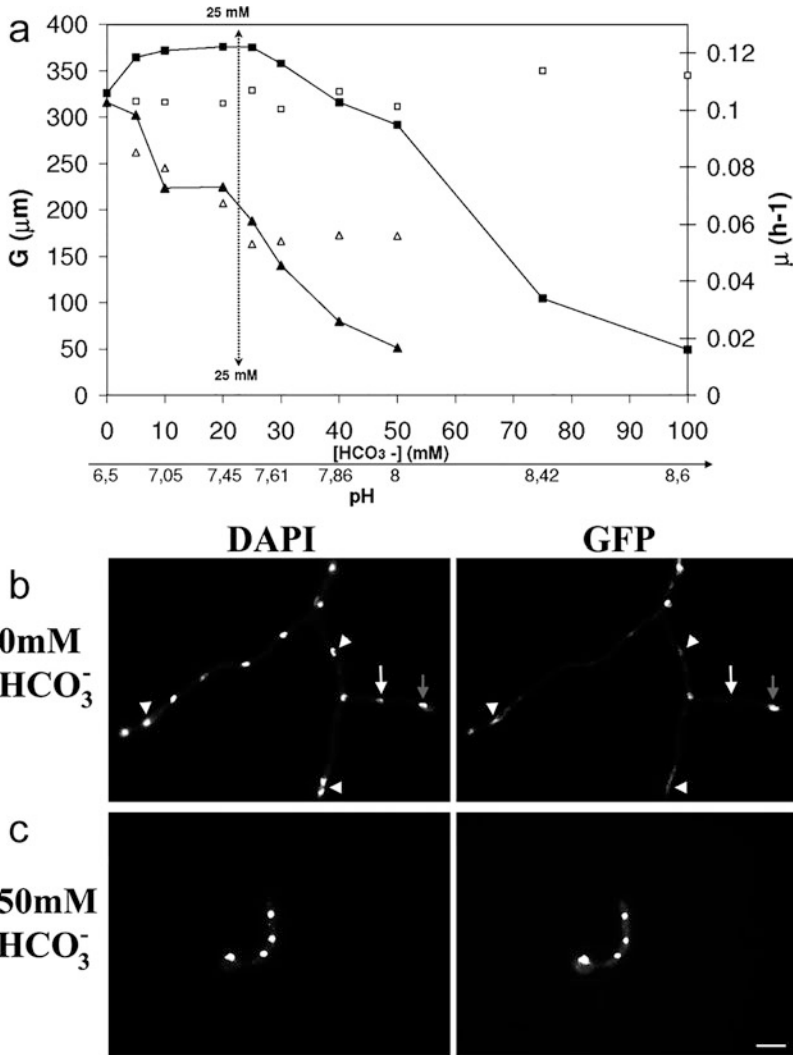 a
25 mM
400
350
300
250
200
150
100
50
0
G (μm)
0.12
0.1
0.08
0.06
0.04
0.02
0
μ (h-1)
25 mM
0 10 20 30 40 50 60 70 80 90 100
[HCO₃ -] (mM)
6,5 7,05 7,45 7,61 7,86 8 8,42 8,6
pH
DAPI GFP
b
0mM
HCO₃⁻
c
50mM
HCO₃⁻